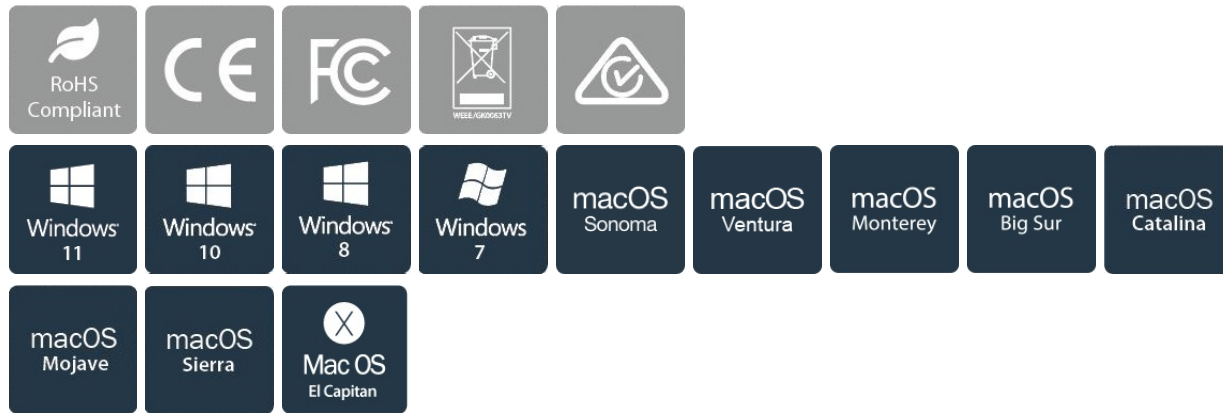 RoHS
Compliant
CE
FC
WEEE/GK0063TV
Windows
11
Windows
10
Windows
8
Windows
7
macOS
Sonoma
macOS
Ventura
macOS
Monterey
macOS
Big Sur
macOS
Catalina
macOS
Mojave
macOS
Sierra
X
Mac OS
El Capitan